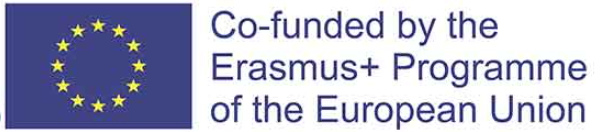 Co-funded by the
Erasmus+ Programme
of the European Union